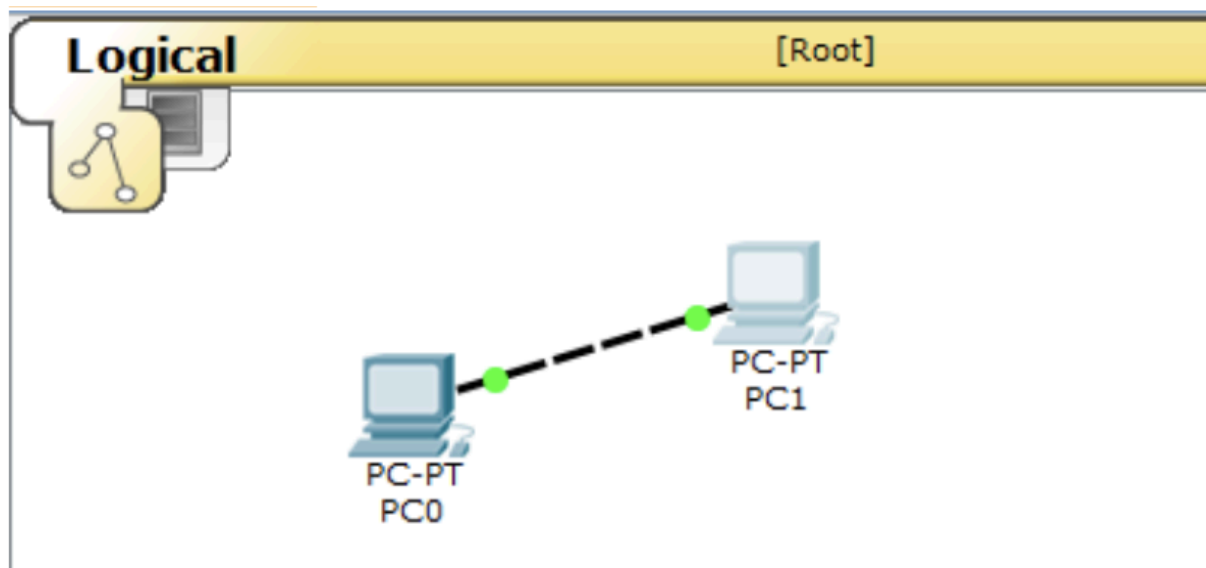 Logical
[Root]
PC-PT
PC1
PC-PT
PC0